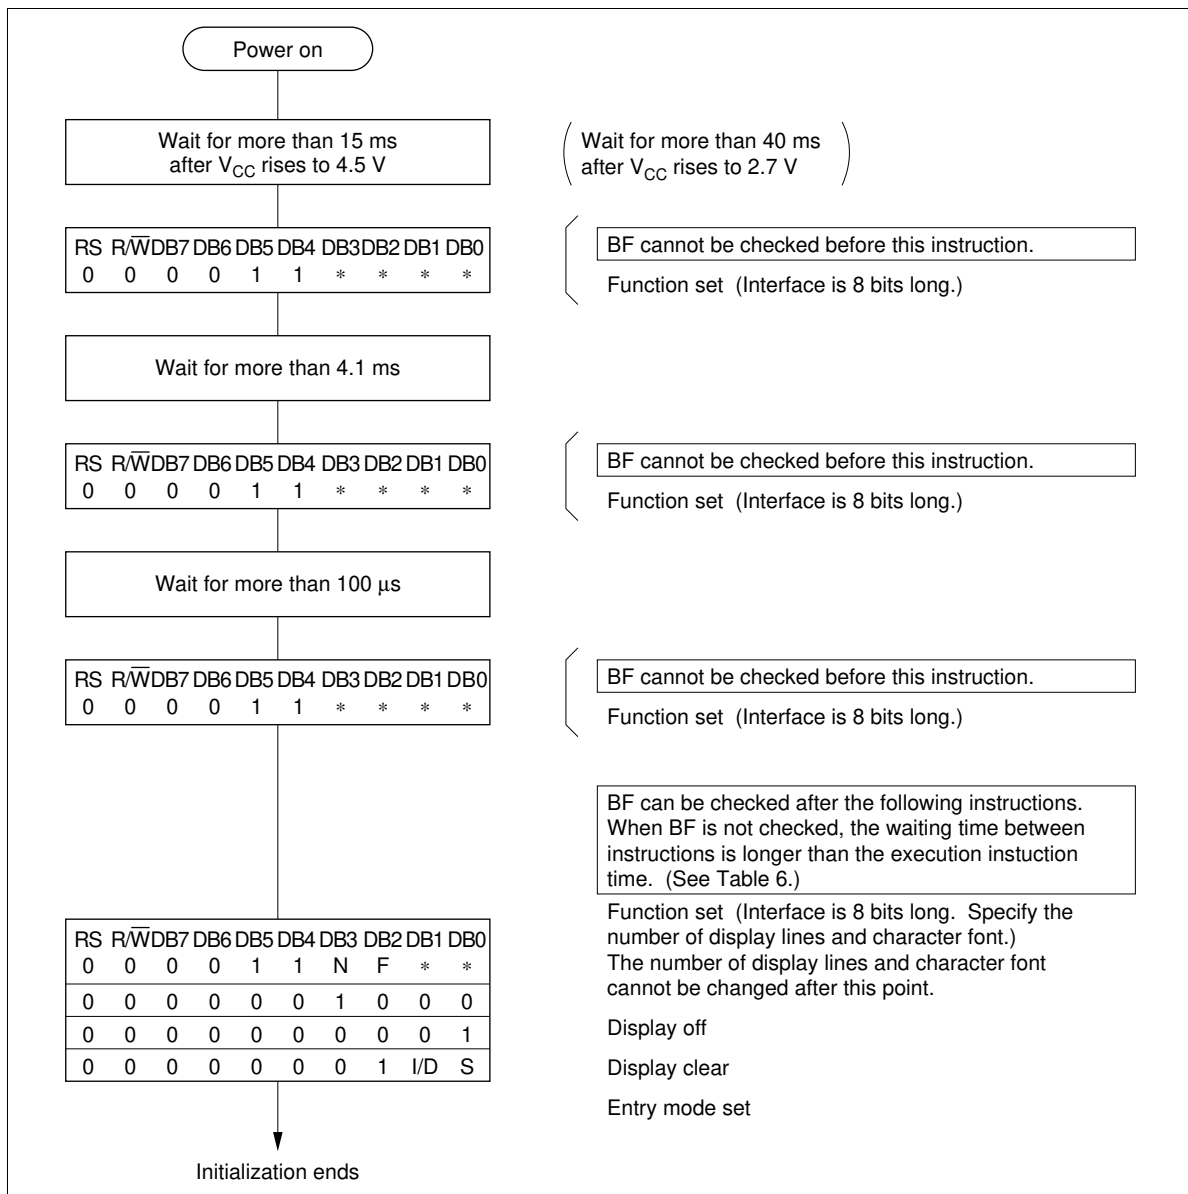 Power on
Wait for more than 15 ms
after VCC rises to 4.5 V
Wait for more than 40 ms
after VCC rises to 2.7 V
RS R/W̅ DB7 DB6 DB5 DB4 DB3 DB2 DB1 DB0
0 0 0 0 1 1 * * * *
BF cannot be checked before this instruction.
Function set (Interface is 8 bits long.)
Wait for more than 4.1 ms
RS R/W̅ DB7 DB6 DB5 DB4 DB3 DB2 DB1 DB0
0 0 0 0 1 1 * * * *
BF cannot be checked before this instruction.
Function set (Interface is 8 bits long.)
Wait for more than 100 µs
RS R/W̅ DB7 DB6 DB5 DB4 DB3 DB2 DB1 DB0
0 0 0 0 1 1 * * * *
BF cannot be checked before this instruction.
Function set (Interface is 8 bits long.)
BF can be checked after the following instructions.
When BF is not checked, the waiting time between
instructions is longer than the execution instuction
time. (See Table 6.)
RS R/W̅ DB7 DB6 DB5 DB4 DB3 DB2 DB1 DB0
0 0 0 0 1 1 N F * *
0 0 0 0 0 0 1 0 0 0
0 0 0 0 0 0 0 0 0 1
0 0 0 0 0 0 0 1 I/D S
Function set (Interface is 8 bits long. Specify the
number of display lines and character font.)
The number of display lines and character font
cannot be changed after this point.
Display off
Display clear
Entry mode set
Initialization ends